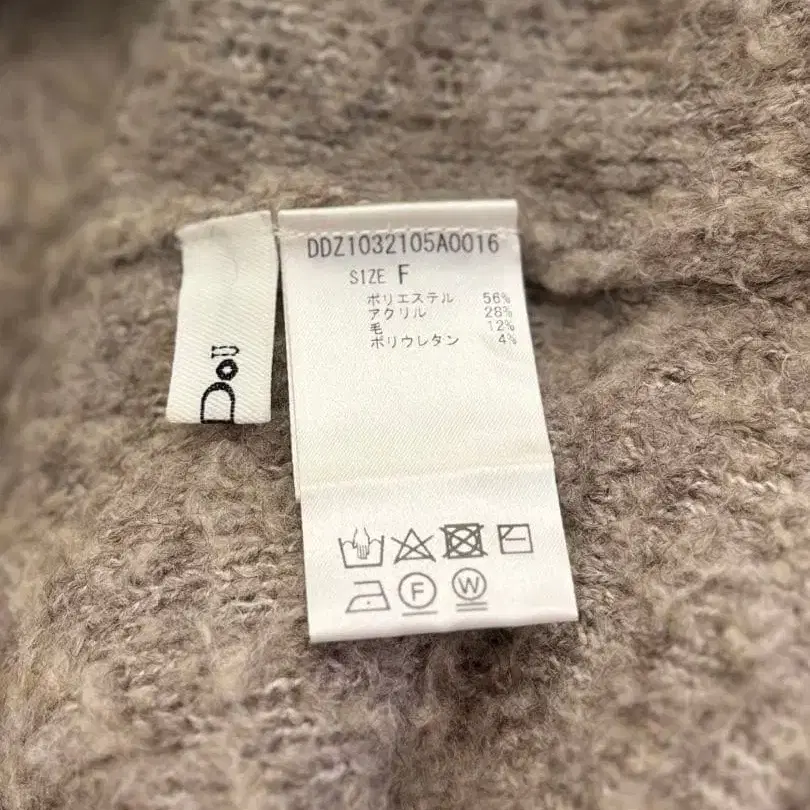 DDZ1032105A0016
SIZE F
ポリエステル 56%
アクリル 28%
毛 12%
ポリウレタン 4%
F
W